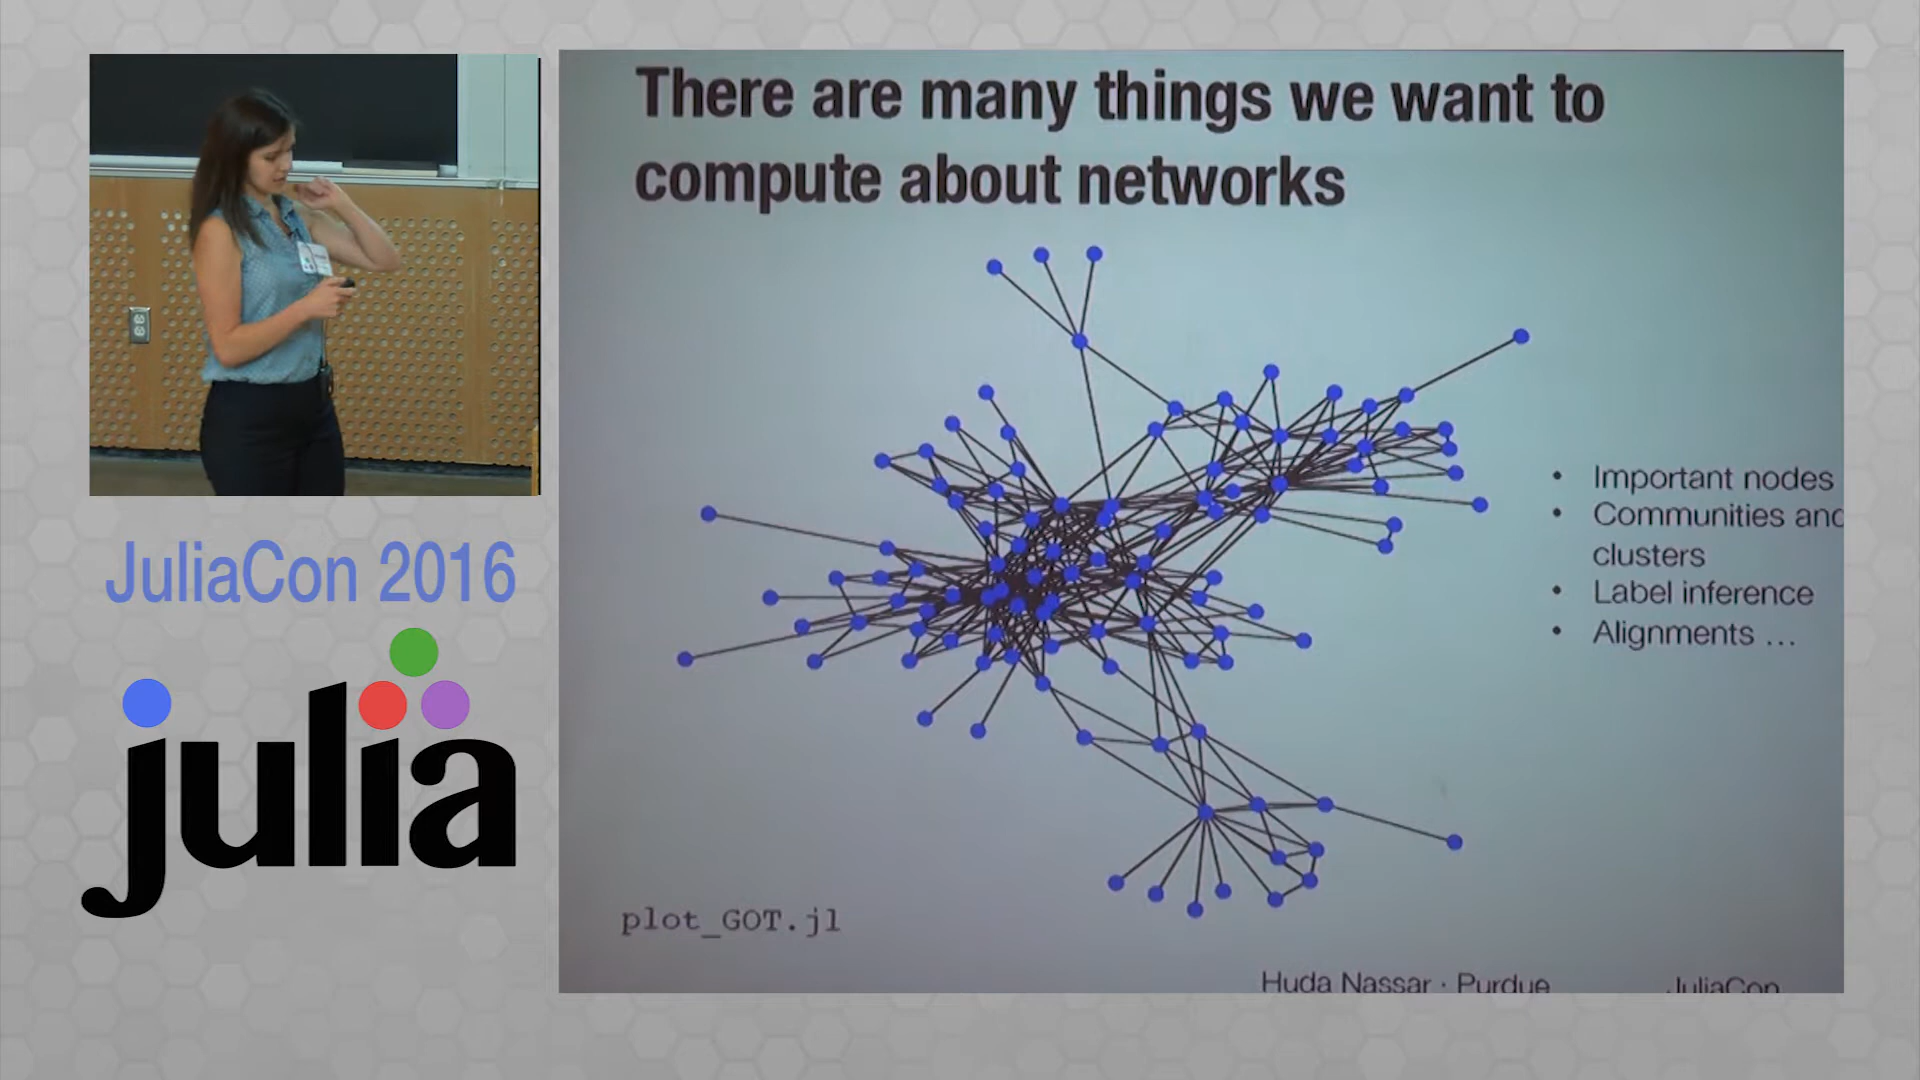 There are many things we want to
compute about networks
• Important nodes
• Communities and
clusters
• Label inference
• Alignments …
plot_GOT.jl
Huda Nassar · Purdue
JuliaCon
JuliaCon 2016
julia